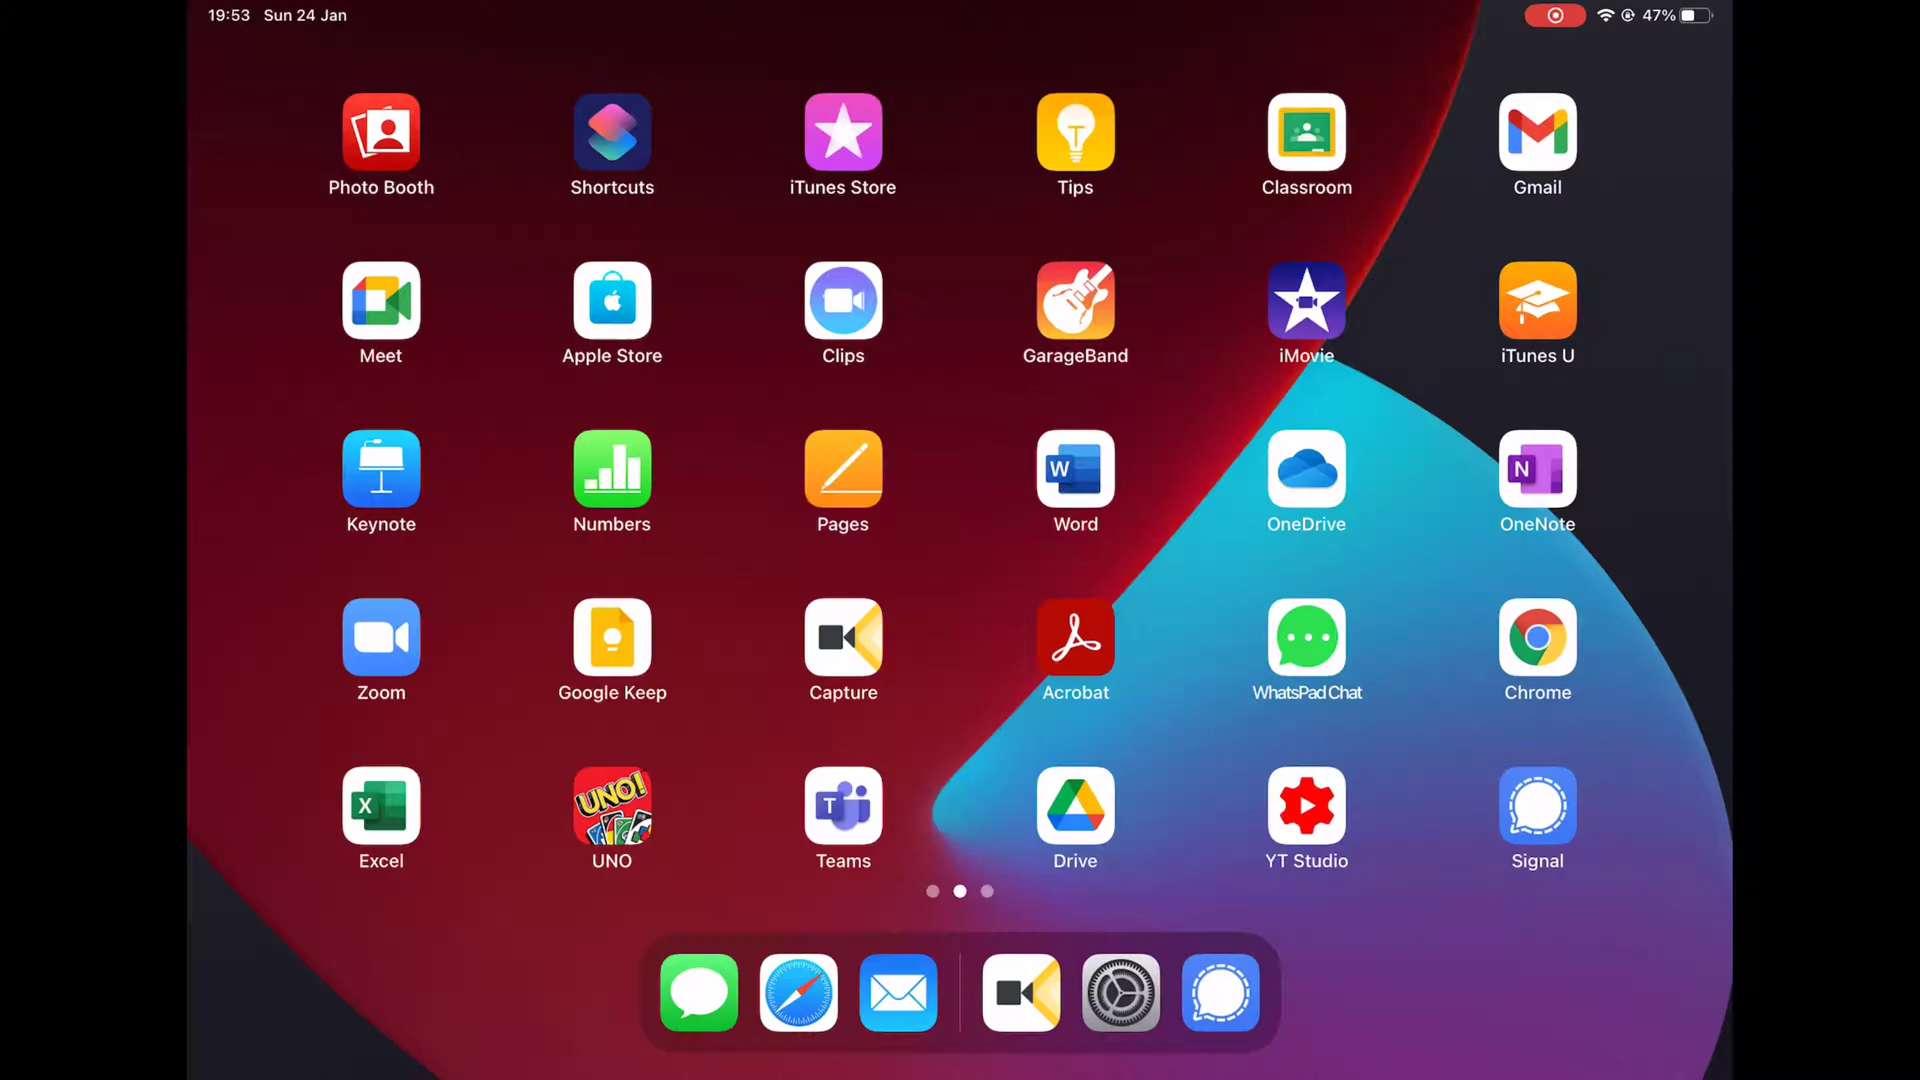 19:53 Sun 24 Jan 47%
Photo Booth Shortcuts iTunes Store Tips Classroom Gmail
Meet Apple Store Clips GarageBand iMovie iTunes U
Keynote Numbers Pages W Word OneDrive N OneNote
Zoom Google Keep Capture Acrobat WhatsPad Chat Chrome
X Excel UNO! UNO T Teams Drive YT Studio Signal